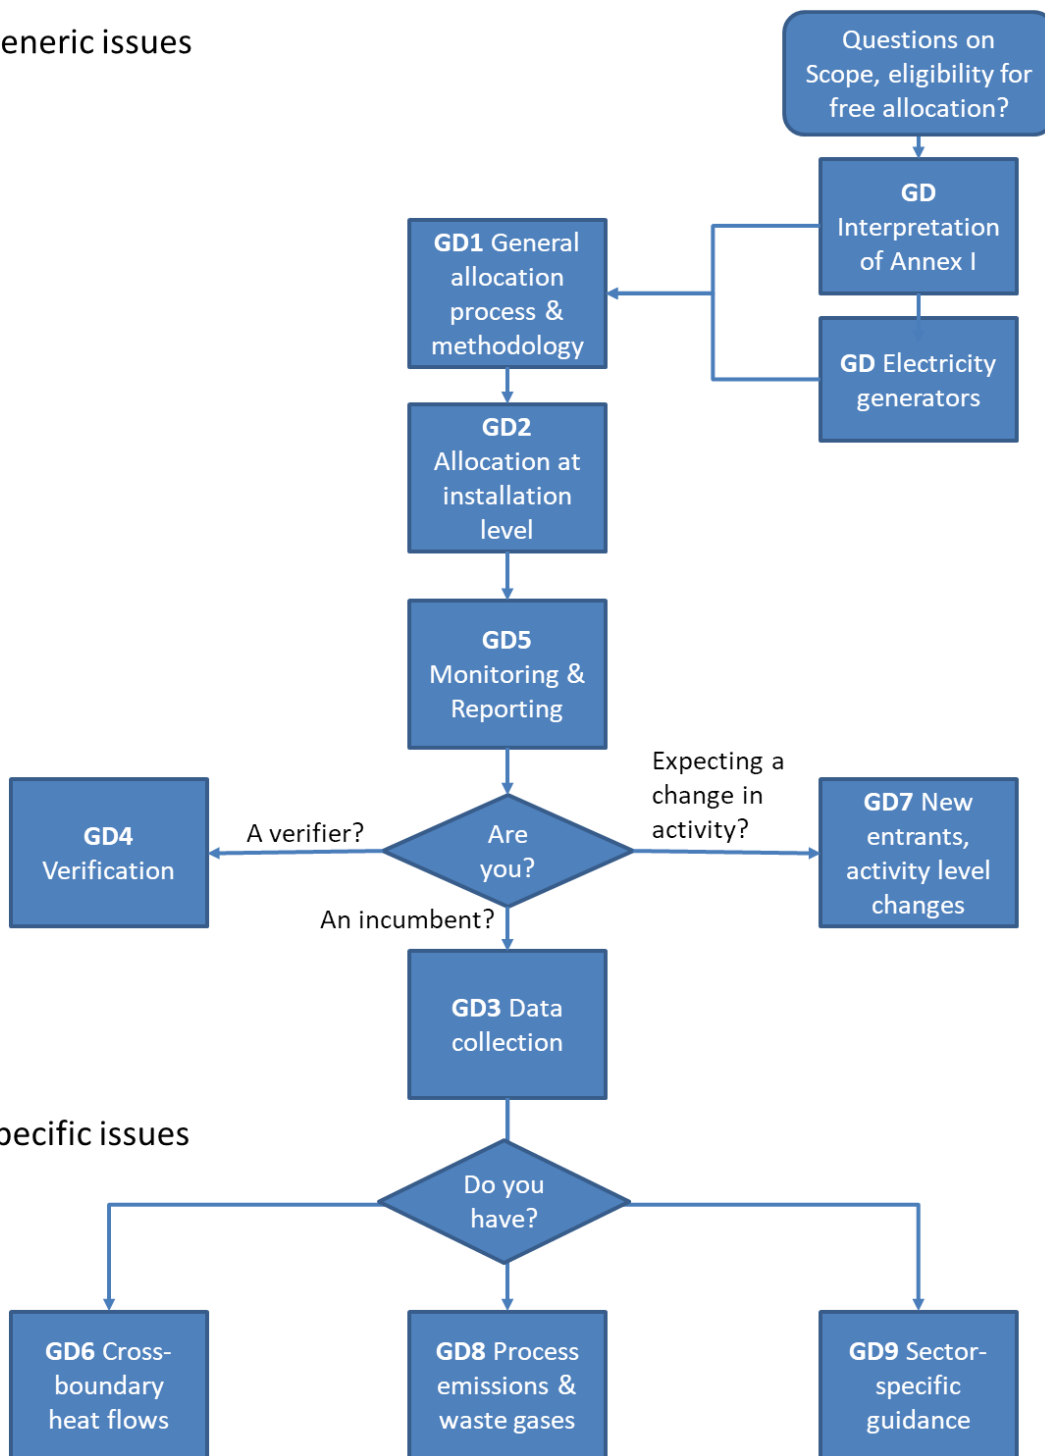 eneric issues
Questions on
Scope, eligibility for
free allocation?
GD
Interpretation
of Annex I
GD Electricity
generators
GD1 General
allocation
process &
methodology
GD2
Allocation at
installation
level
GD5
Monitoring &
Reporting
Are
you?
A verifier?
GD4
Verification
Expecting a
change in
activity?
GD7 New
entrants,
activity level
changes
An incumbent?
GD3 Data
collection
pecific issues
Do you
have?
GD6 Cross-
boundary
heat flows
GD8 Process
emissions &
waste gases
GD9 Sector-
specific
guidance